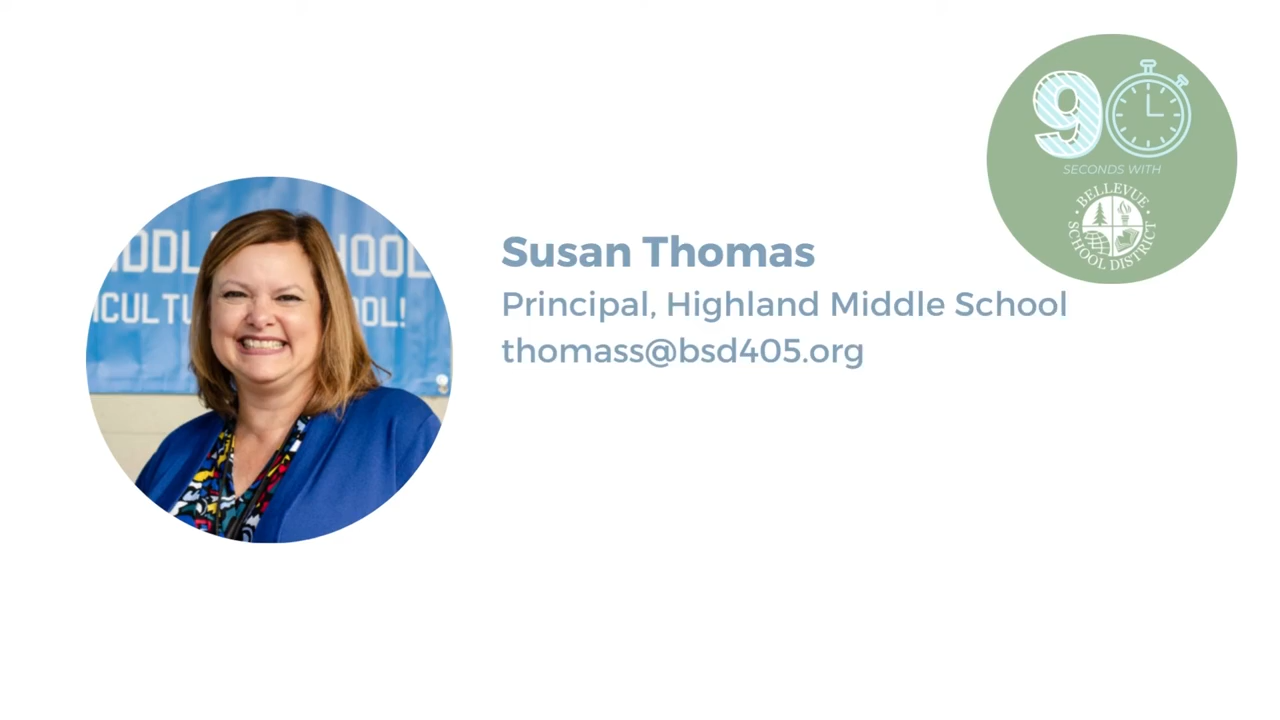 90
SECONDS WITH
BELLEVUE
SCHOOL DISTRICT
Susan Thomas
Principal, Highland Middle School
thomass@bsd405.org